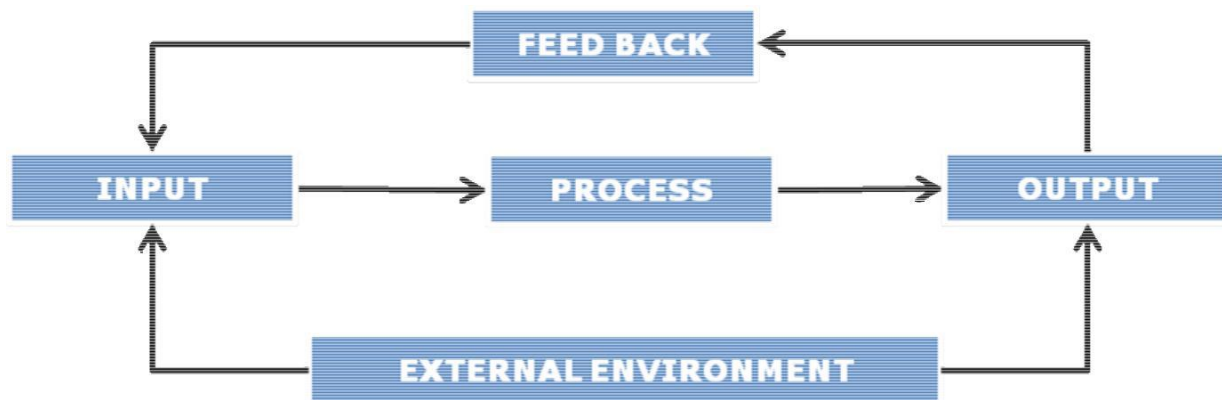 FEED BACK
INPUT
PROCESS
OUTPUT
EXTERNAL ENVIRONMENT